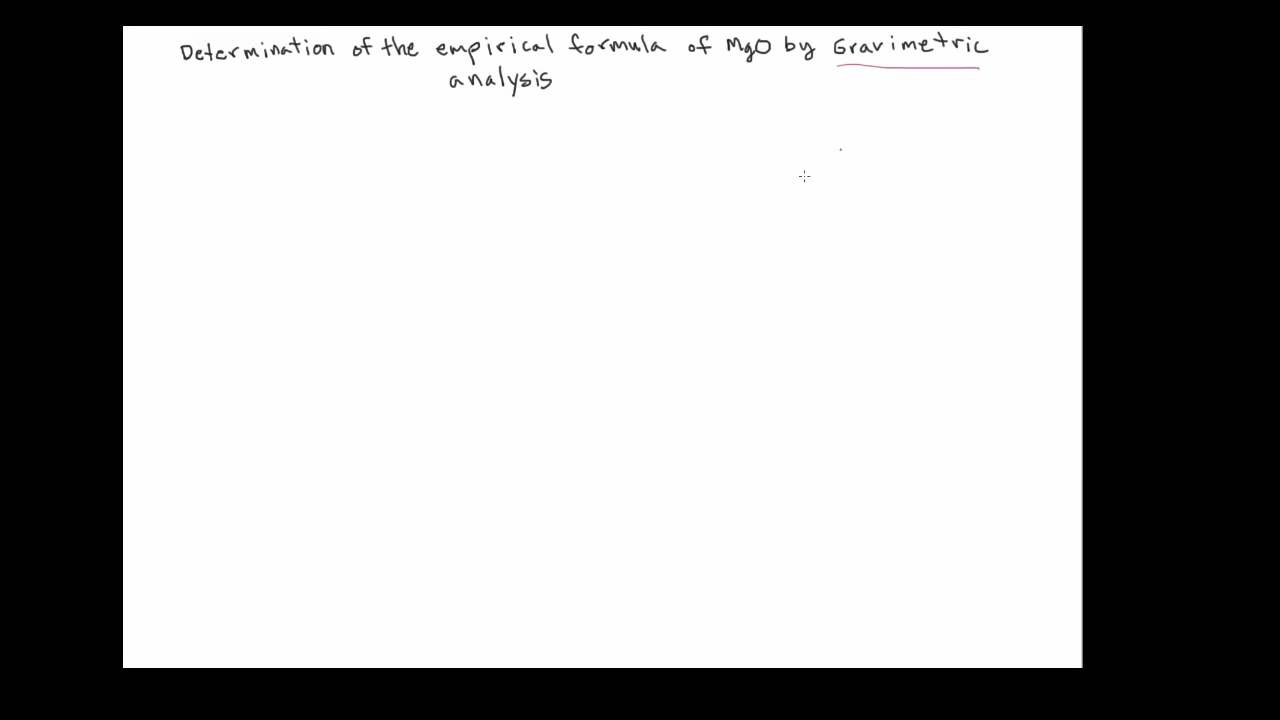 Determination of the empirical formula of MgO by Gravimetric
analysis